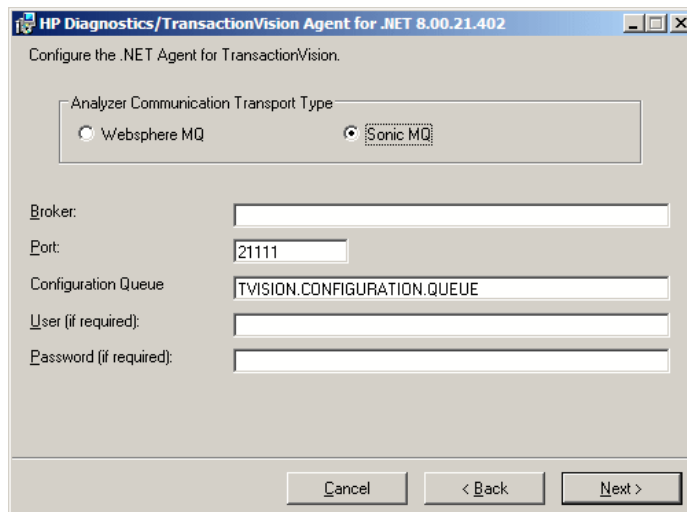 HP Diagnostics/TransactionVision Agent for .NET 8.00.21.402
Configure the .NET Agent for TransactionVision.
Analyzer Communication Transport Type
Websphere MQ Sonic MQ
Broker:
Port: 21111
Configuration Queue TVISION.CONFIGURATION.QUEUE
User (if required):
Password (if required):
Cancel < Back Next >